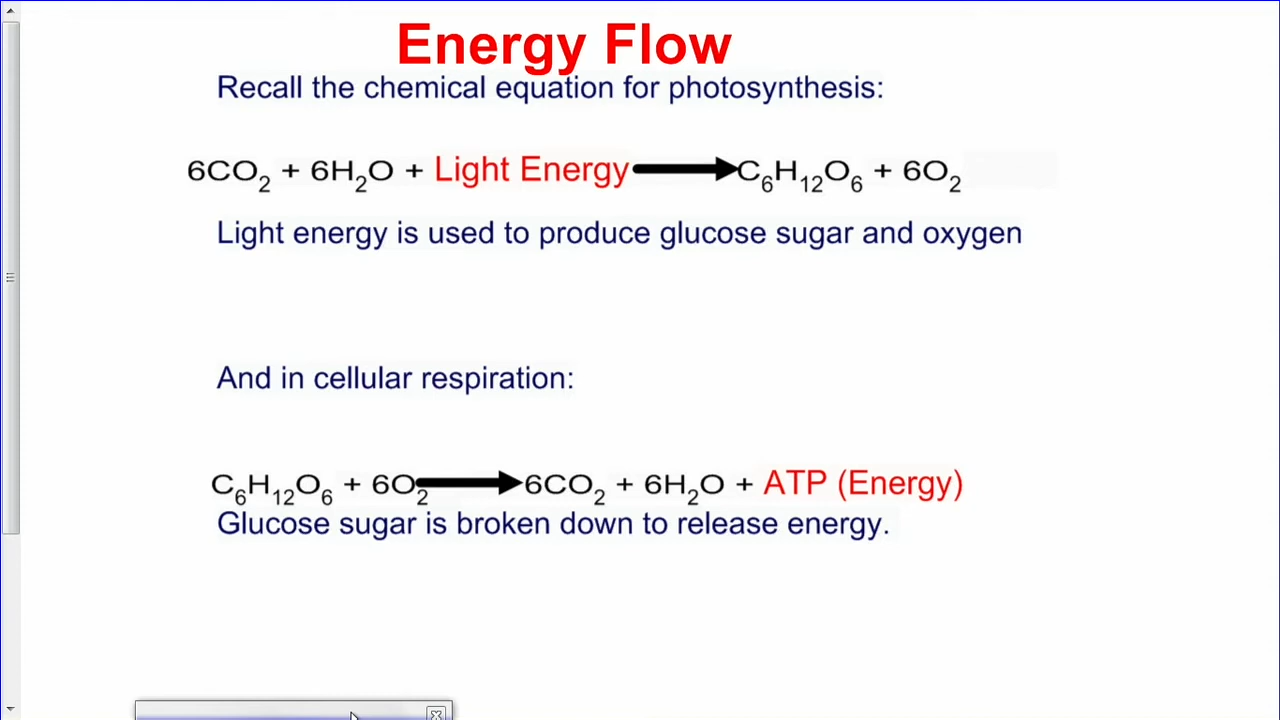 Energy Flow
Recall the chemical equation for photosynthesis:
6CO₂ + 6H₂O + Light Energy ⟶ C₆H₁₂O₆ + 6O₂
Light energy is used to produce glucose sugar and oxygen
And in cellular respiration:
C₆H₁₂O₆ + 6O₂ ⟶ 6CO₂ + 6H₂O + ATP (Energy)
Glucose sugar is broken down to release energy.